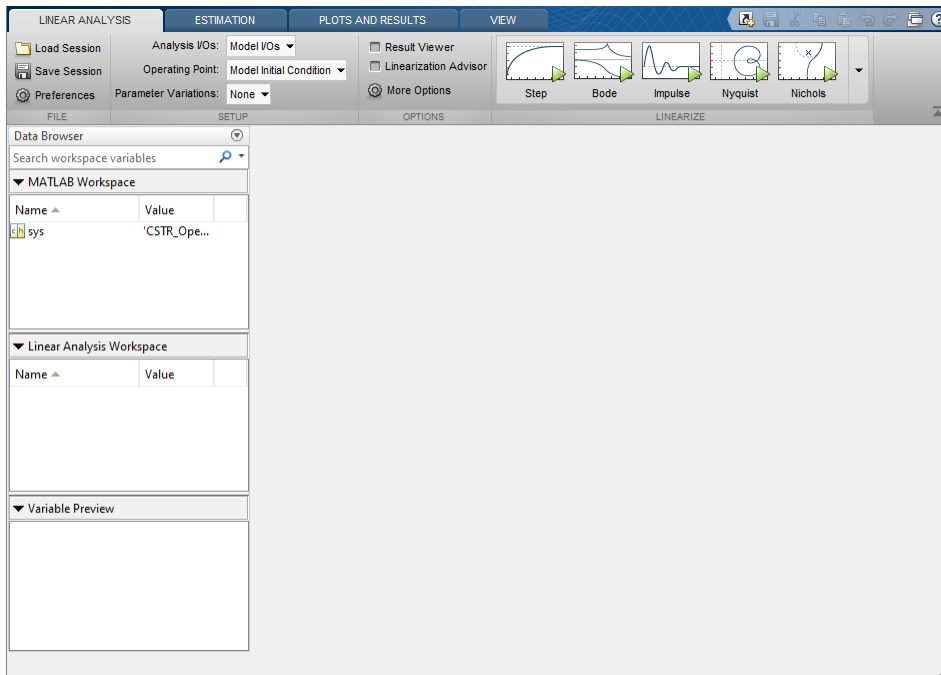 LINEAR ANALYSIS ESTIMATION PLOTS AND RESULTS VIEW
Load Session Analysis I/Os: Model I/Os Result Viewer
Save Session Operating Point: Model Initial Condition Linearization Advisor
Preferences Parameter Variations: None More Options Step Bode Impulse Nyquist Nichols
FILE SETUP OPTIONS LINEARIZE
Data Browser
Search workspace variables
MATLAB Workspace
Name Value
ch sys 'CSTR_Ope...
Linear Analysis Workspace
Name Value
Variable Preview